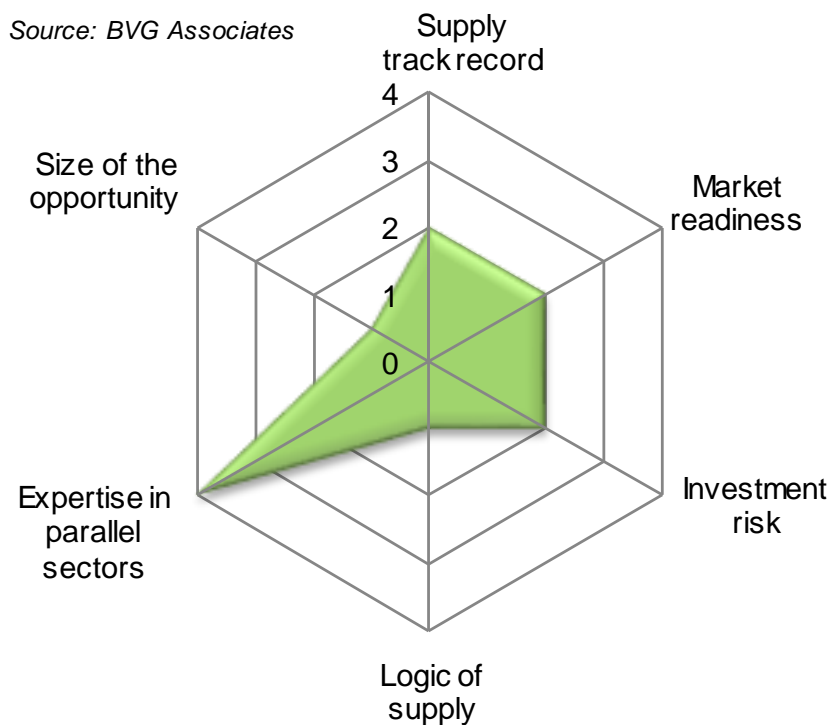 Source: BVG Associates
Supply
track record
4
3
2
1
0
Size of the
opportunity
Market
readiness
Expertise in
parallel
sectors
Investment
risk
Logic of
supply